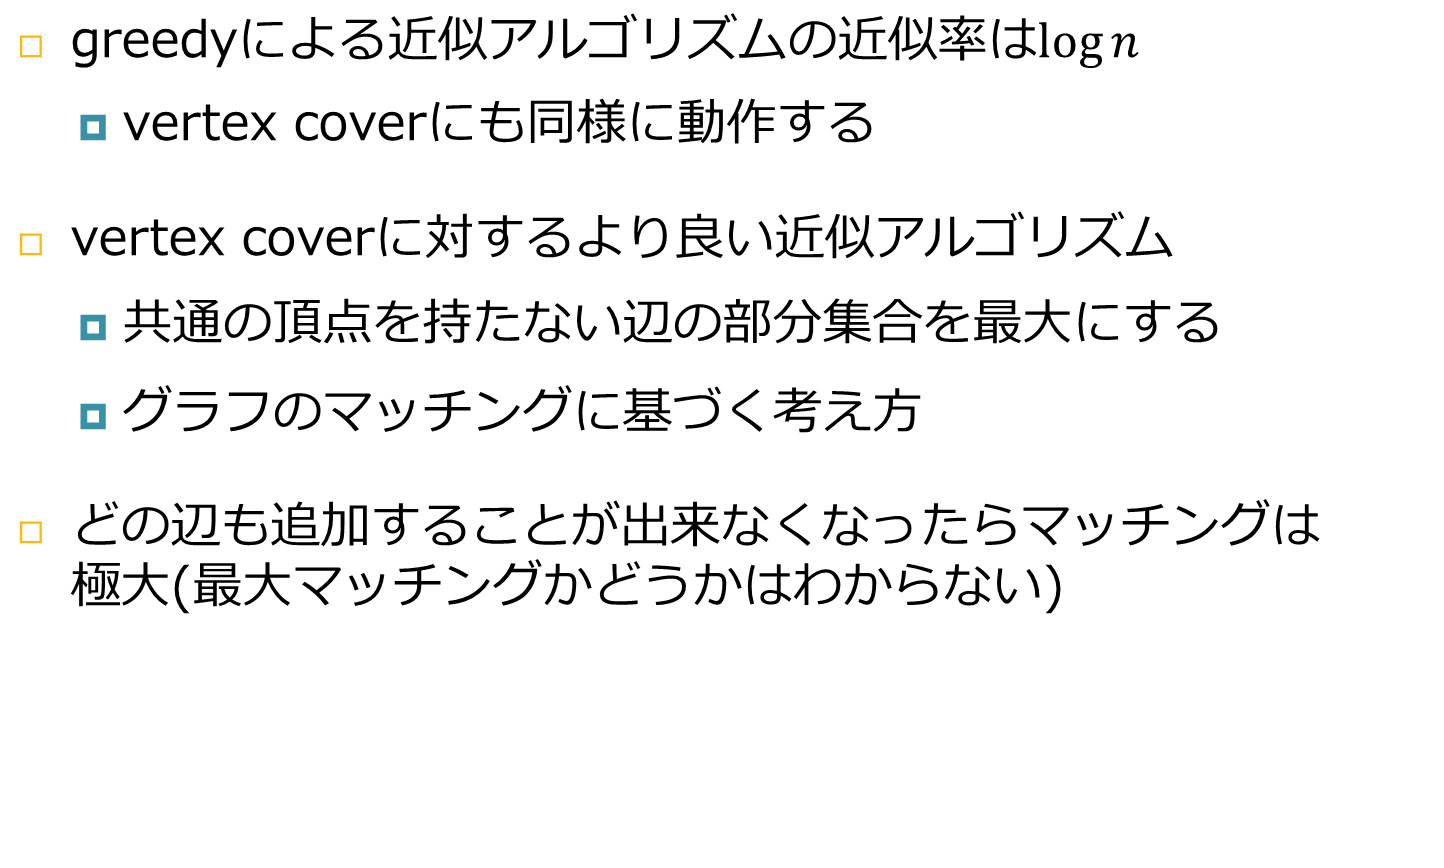 greedyによる近似アルゴリズムの近似率はlog n
vertex coverにも同様に動作する
vertex coverに対するより良い近似アルゴリズム
共通の頂点を持たない辺の部分集合を最大にする
グラフのマッチングに基づく考え方
どの辺も追加することが出来なくなったらマッチングは
極大(最大マッチングかどうかはわからない)